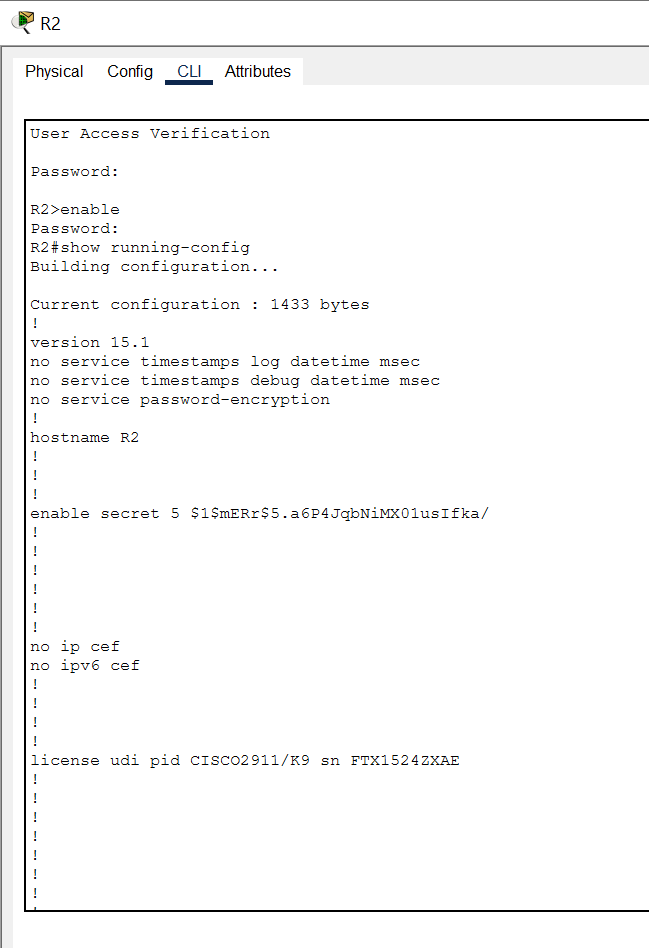 R2
Physical Config CLI Attributes
User Access Verification
Password:
R2>enable
Password:
R2#show running-config
Building configuration...
Current configuration : 1433 bytes
!
version 15.1
no service timestamps log datetime msec
no service timestamps debug datetime msec
no service password-encryption
!
hostname R2
!
!
!
enable secret 5 $1$mERr$5.a6P4JqbNiMX01usIfka/
!
!
!
!
!
!
no ip cef
no ipv6 cef
!
!
!
!
license udi pid CISCO2911/K9 sn FTX1524ZXAE
!
!
!
!
!
!
!
!